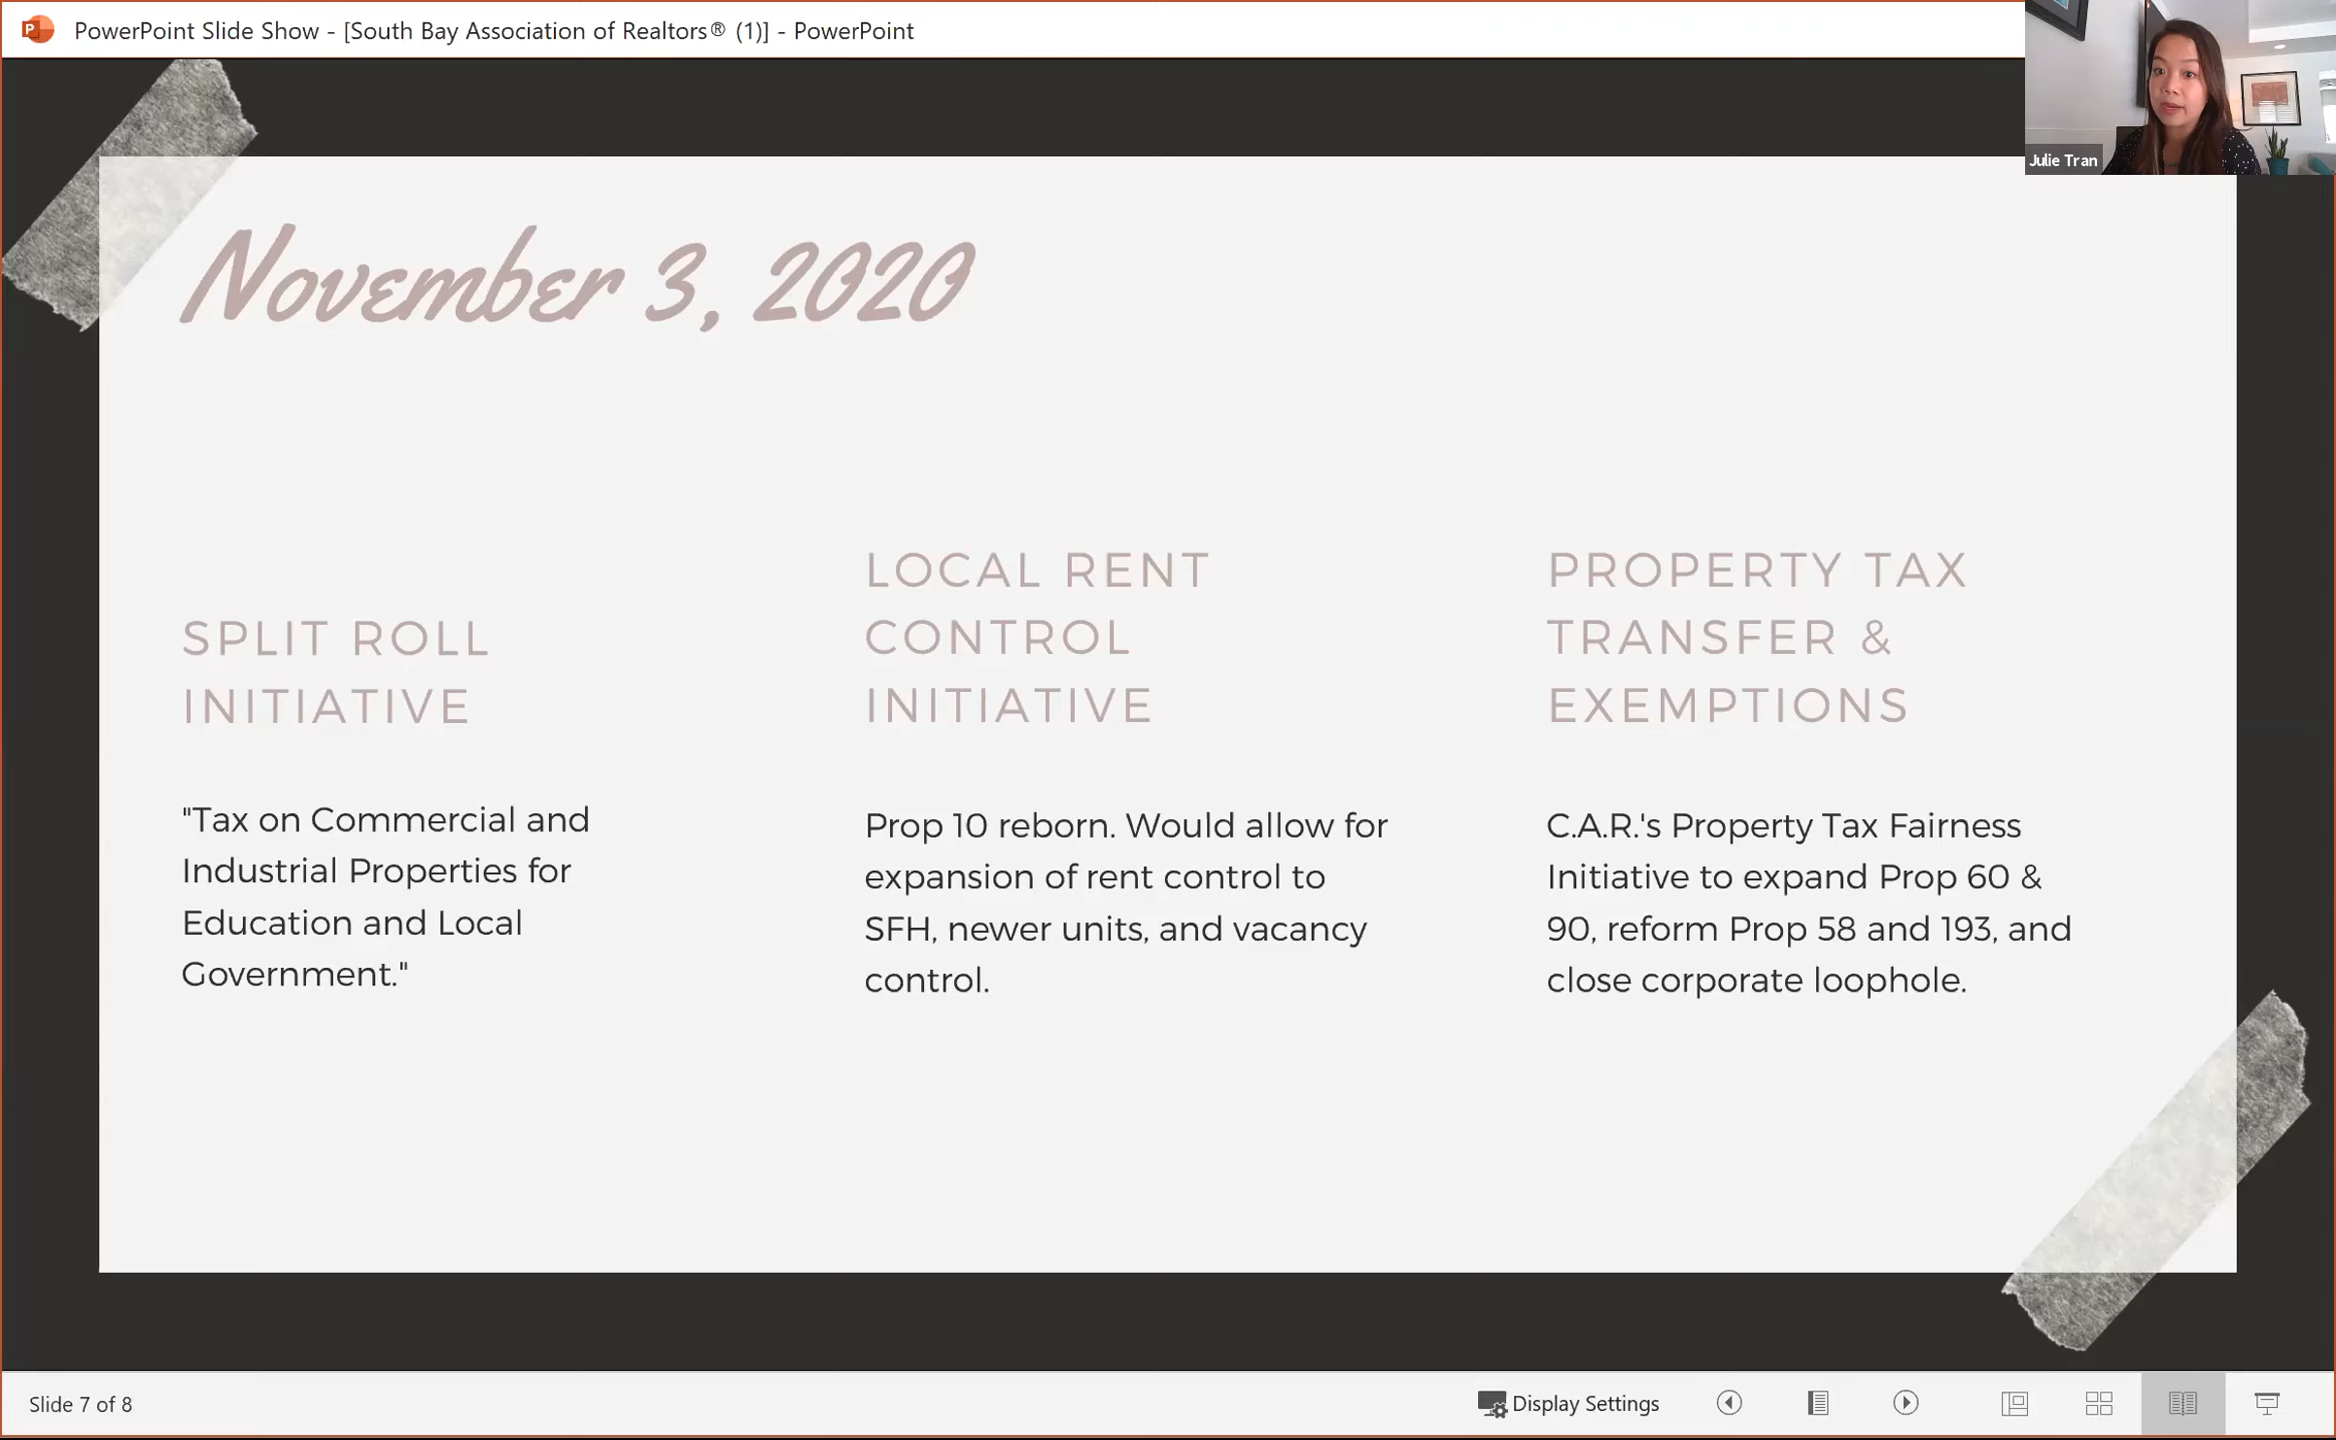 PowerPoint Slide Show - [South Bay Association of Realtors® (1)] - PowerPoint
Julie Tran
November 3, 2020
SPLIT ROLL
INITIATIVE
"Tax on Commercial and
Industrial Properties for
Education and Local
Government."
LOCAL RENT
CONTROL
INITIATIVE
Prop 10 reborn. Would allow for
expansion of rent control to
SFH, newer units, and vacancy
control.
PROPERTY TAX
TRANSFER &
EXEMPTIONS
C.A.R.'s Property Tax Fairness
Initiative to expand Prop 60 &
90, reform Prop 58 and 193, and
close corporate loophole.
Slide 7 of 8
Display Settings